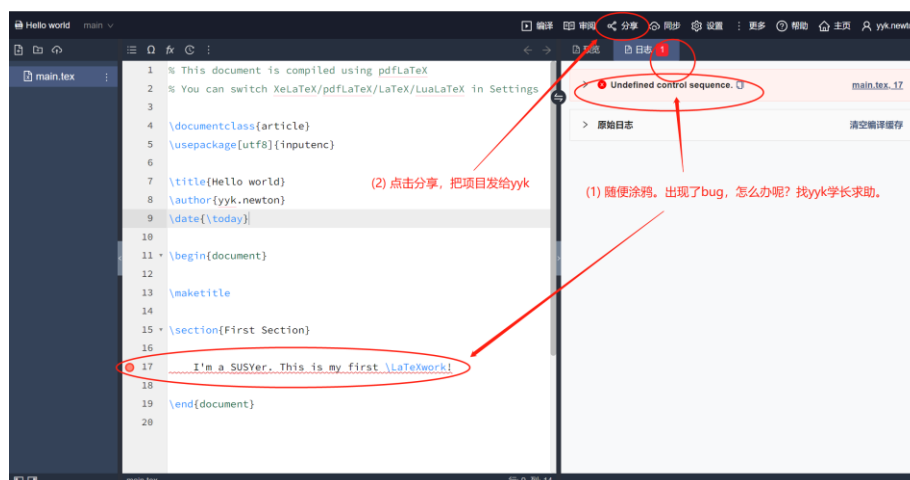 Hello world main
编译 审阅 分享 同步 设置 更多 帮助 主页 yyk.newto
Ω fx
预览 日志 1
main.tex
1 % This document is compiled using pdfLaTeX
2 % You can switch XeLaTeX/pdfLaTeX/LaTeX/LuaLaTeX in Settings
3
4 \documentclass{article}
5 \usepackage[utf8]{inputenc}
6
7 \title{Hello world}
8 \author{yyk.newton}
9 \date{\today}
10
11 \begin{document}
12
13 \maketitle
14
15 \section{First Section}
16
17 I'm a SUSYer. This is my first \LaTeXwork!
18
19 \end{document}
20
Undefined control sequence. main.tex, 17
原始日志 清空编译缓存
(2) 点击分享，把项目发给yyk
(1) 随便涂鸦。出现了bug，怎么办呢？找yyk学长求助。